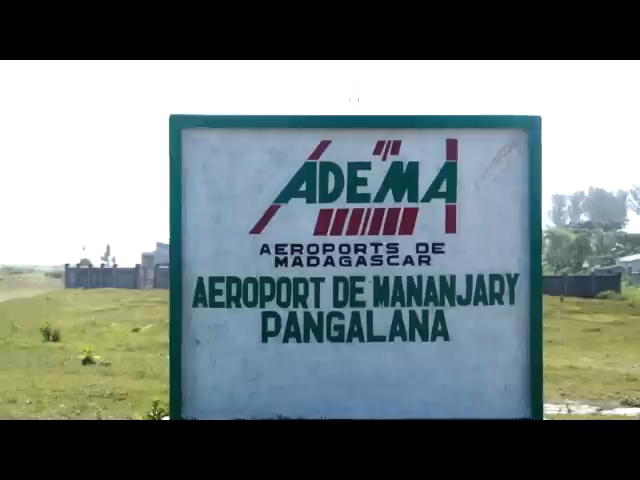 ADEMA
AEROPORTS DE
MADAGASCAR
AEROPORT DE MANANJARY
PANGALANA